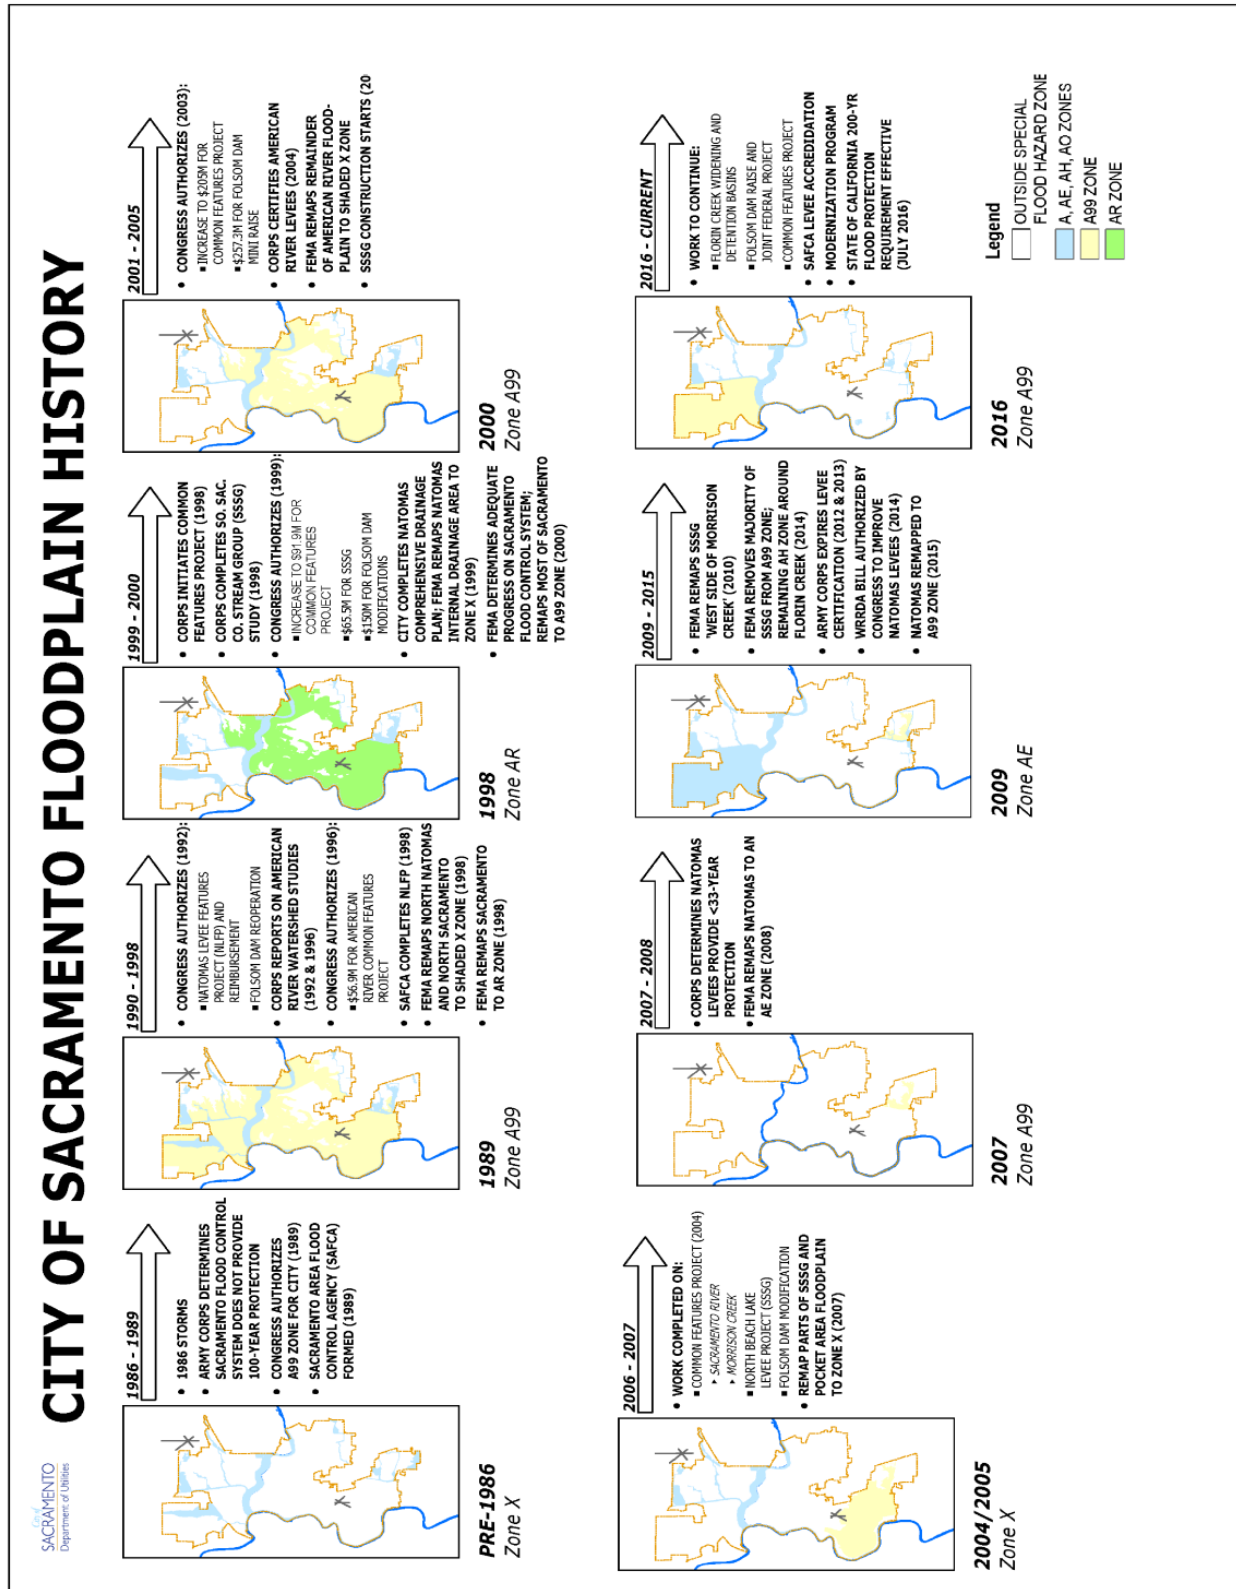 City of
SACRAMENTO
Department of Utilities
CITY OF SACRAMENTO FLOODPLAIN HISTORY
PRE-1986
Zone X
1986 - 1989
• 1986 STORMS
• ARMY CORPS DETERMINES
SACRAMENTO FLOOD CONTROL
SYSTEM DOES NOT PROVIDE
100-YEAR PROTECTION
• CONGRESS AUTHORIZES
A99 ZONE FOR CITY (1989)
• SACRAMENTO AREA FLOOD
CONTROL AGENCY (SAFCA)
FORMED (1989)
1989
Zone A99
1990 - 1998
• CONGRESS AUTHORIZES (1992):
■ NATOMAS LEVEE FEATURES
PROJECT (NLFP) AND
REIMBURSEMENT
■ FOLSOM DAM REOPERATION
• CORPS REPORTS ON AMERICAN
RIVER WATERSHED STUDIES
(1992 & 1996)
• CONGRESS AUTHORIZES (1996):
■ $56.9M FOR AMERICAN
RIVER COMMON FEATURES
PROJECT
• SAFCA COMPLETES NLFP (1998)
• FEMA REMAPS NORTH NATOMAS
AND NORTH SACRAMENTO
TO SHADED X ZONE (1998)
• FEMA REMAPS SACRAMENTO
TO AR ZONE (1998)
1998
Zone AR
1999 - 2000
• CORPS INITIATES COMMON
FEATURES PROJECT (1998)
• CORPS COMPLETES SO. SAC.
CO. STREAM GROUP (SSSG)
STUDY (1998)
• CONGRESS AUTHORIZES (1999):
■ INCREASE TO $91.9M FOR
COMMON FEATURES
PROJECT
■ $65.5M FOR SSSG
■ $150M FOR FOLSOM DAM
MODIFICATIONS
• CITY COMPLETES NATOMAS
COMPREHENSIVE DRAINAGE
PLAN; FEMA REMAPS NATOMAS
INTERNAL DRAINAGE AREA TO
ZONE X (1999)
• FEMA DETERMINES ADEQUATE
PROGRESS ON SACRAMENTO
FLOOD CONTROL SYSTEM;
REMAPS MOST OF SACRAMENTO
TO A99 ZONE (2000)
2000
Zone A99
2001 - 2005
• CONGRESS AUTHORIZES (2003):
■ INCREASE TO $205M FOR
COMMON FEATURES PROJECT
■ $257.3M FOR FOLSOM DAM
MINI RAISE
• CORPS CERTIFIES AMERICAN
RIVER LEVEES (2004)
• FEMA REMAPS REMAINDER
OF AMERICAN RIVER FLOOD-
PLAIN TO SHADED X ZONE
• SSSG CONSTRUCTION STARTS (20
2004/2005
Zone X
2006 - 2007
• WORK COMPLETED ON:
■ COMMON FEATURES PROJECT (2004)
▸ SACRAMENTO RIVER
▸ MORRISON CREEK
■ NORTH BEACH LAKE
LEVEE PROJECT (SSSG)
■ FOLSOM DAM MODIFICATION
• REMAP PARTS OF SSSG AND
POCKET AREA FLOODPLAIN
TO ZONE X (2007)
2007
Zone A99
2007 - 2008
• CORPS DETERMINES NATOMAS
LEVEES PROVIDE <33-YEAR
PROTECTION
• FEMA REMAPS NATOMAS TO AN
AE ZONE (2008)
2009
Zone AE
2009 - 2015
• FEMA REMAPS SSSG
'WEST SIDE OF MORRISON
CREEK' (2010)
• FEMA REMOVES MAJORITY OF
SSSG FROM A99 ZONE;
REMAINING AH ZONE AROUND
FLORIN CREEK (2014)
• ARMY CORPS EXPIRES LEVEE
CERTIFICATION (2012 & 2013)
• WRRDA BILL AUTHORIZED BY
CONGRESS TO IMPROVE
NATOMAS LEVEES (2014)
• NATOMAS REMAPPED TO
A99 ZONE (2015)
2016
Zone A99
2016 - CURRENT
• WORK TO CONTINUE:
■ FLORIN CREEK WIDENING AND
DETENTION BASINS
■ FOLSOM DAM RAISE AND
JOINT FEDERAL PROJECT
■ COMMON FEATURES PROJECT
• SAFCA LEVEE ACCREDIDATION
• MODERNIZATION PROGRAM
• STATE OF CALIFORNIA 200-YR
FLOOD PROTECTION
REQUIREMENT EFFECTIVE
(JULY 2016)
Legend
OUTSIDE SPECIAL
FLOOD HAZARD ZONE
A, AE, AH, AO ZONES
A99 ZONE
AR ZONE